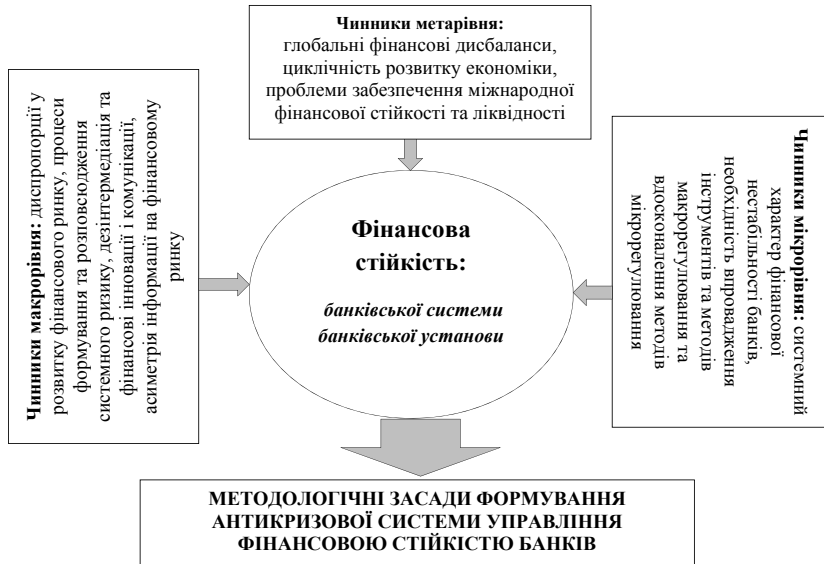 Чинники метарівня:
глобальні фінансові дисбаланси,
циклічність розвитку економіки,
проблеми забезпечення міжнародної
фінансової стійкості та ліквідності
Чинники макрорівня: диспропорції у
розвитку фінансового ринку, процеси
формування та розповсюдження
системного ризику, дезінтермедіація та
фінансові інновації і комунікації,
асиметрія інформації на фінансовому
ринку
Фінансова
стійкість:
банківської системи
банківської установи
Чинники мікрорівня: системний
характер фінансової
нестабільності банків,
необхідність впровадження
інструментів та методів
макрорегулювання та
вдосконалення методів
мікрорегулювання
МЕТОДОЛОГІЧНІ ЗАСАДИ ФОРМУВАННЯ
АНТИКРИЗОВОЇ СИСТЕМИ УПРАВЛІННЯ
ФІНАНСОВОЮ СТІЙКІСТЮ БАНКІВ